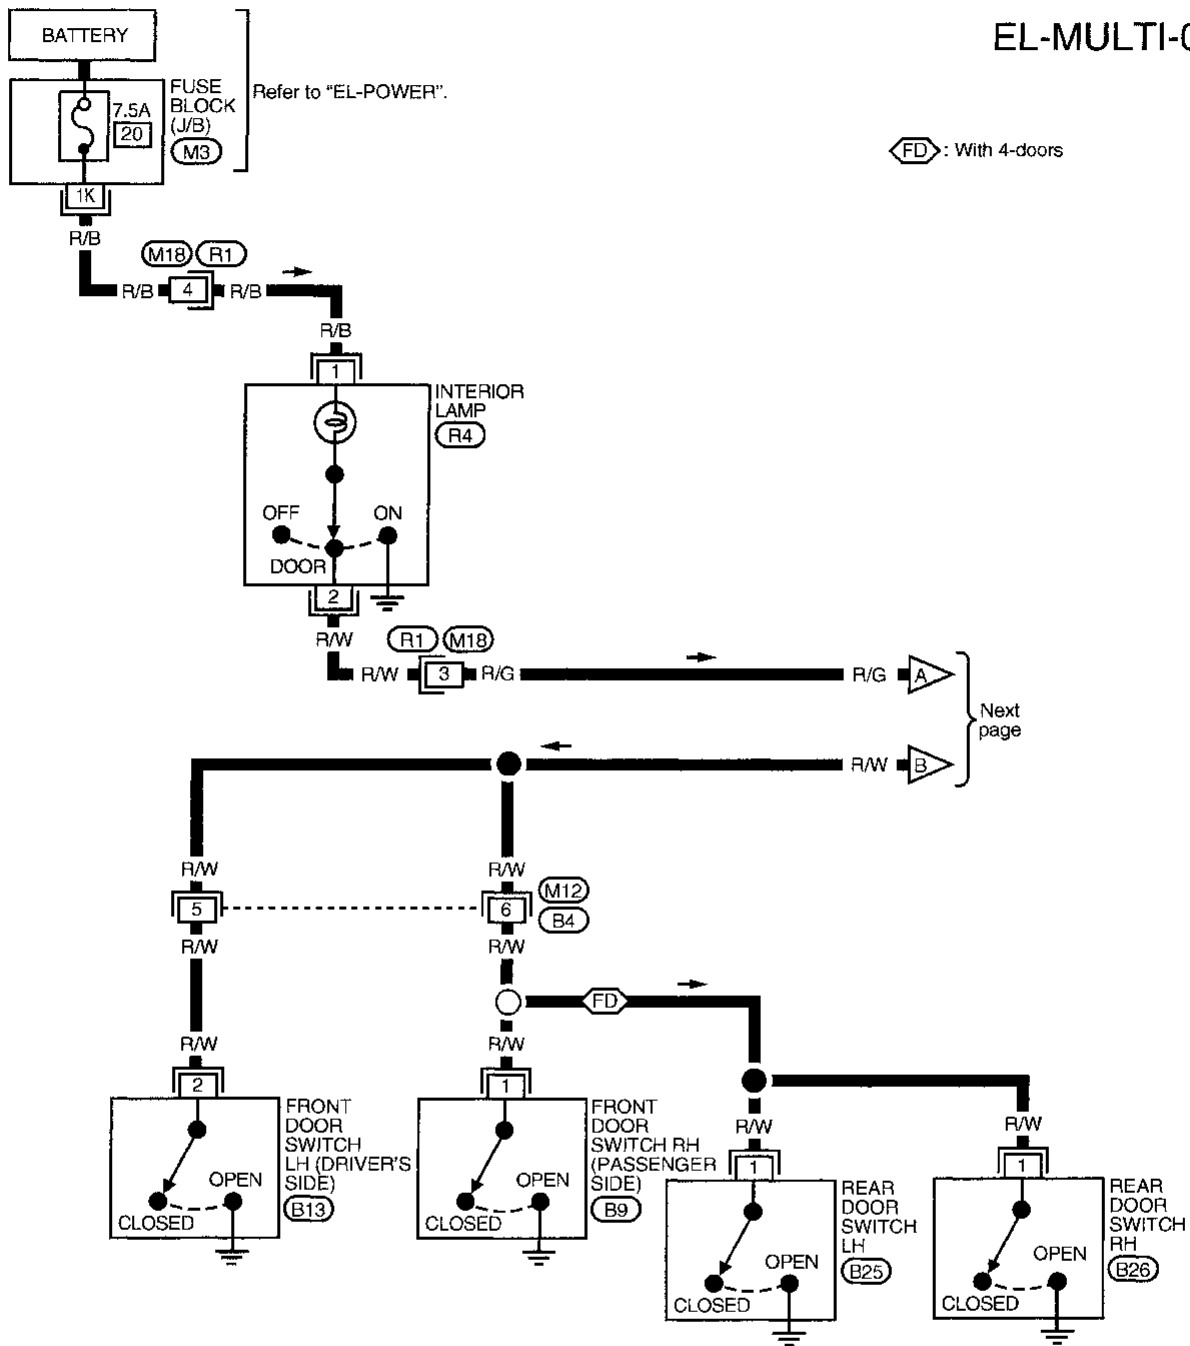 EL-MULTI-0
BATTERY
FUSE
BLOCK
(J/B)
M3
7.5A
20
Refer to "EL-POWER".
FD : With 4-doors
1K
R/B
M18 R1
R/B 4 R/B
R/B
1
INTERIOR
LAMP
R4
OFF ON
DOOR
2
R/W
R1 M18
R/W 3 R/G R/G A
Next
page
R/W B
R/W R/W
5 6
M12
B4
R/W R/W
FD
R/W R/W
2 1
FRONT
DOOR
SWITCH
LH (DRIVER'S
SIDE)
B13
OPEN
CLOSED
FRONT
DOOR
SWITCH RH
(PASSENGER
SIDE)
B9
OPEN
CLOSED
R/W R/W
1 1
REAR
DOOR
SWITCH
LH
B25
OPEN
CLOSED
REAR
DOOR
SWITCH
RH
B26
OPEN
CLOSED